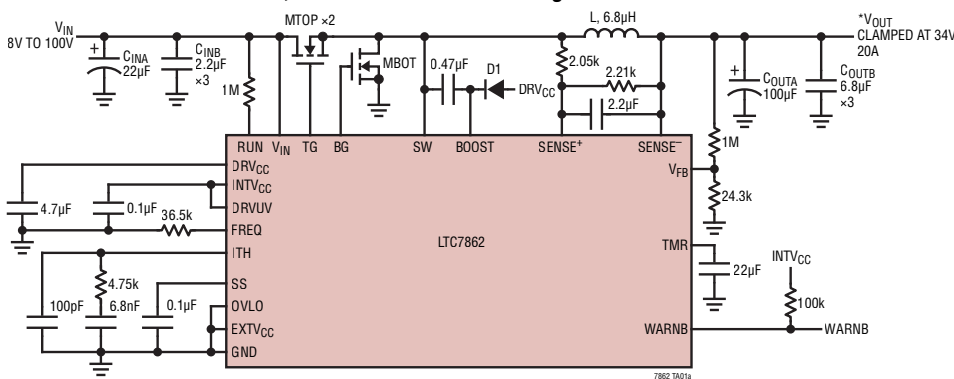 MTOP ×2
L, 6.8µH
VIN
8V TO 100V
CINA
22µF
CINB
2.2µF
×3
1M
MBOT
0.47µF
D1
DRVCC
2.05k
2.21k
2.2µF
*VOUT
CLAMPED AT 34V
20A
COUTA
100µF
COUTB
6.8µF
×3
1M
24.3k
RUN VIN TG BG SW BOOST SENSE+ SENSE–
DRVCC
INTVCC
DRVUV
FREQ
ITH
SS
OVLO
EXTVCC
GND
LTC7862
VFB
TMR
WARNB
4.7µF
0.1µF
36.5k
4.75k
100pF
6.8nF
0.1µF
22µF
INTVCC
100k
WARNB
7862 TA01a